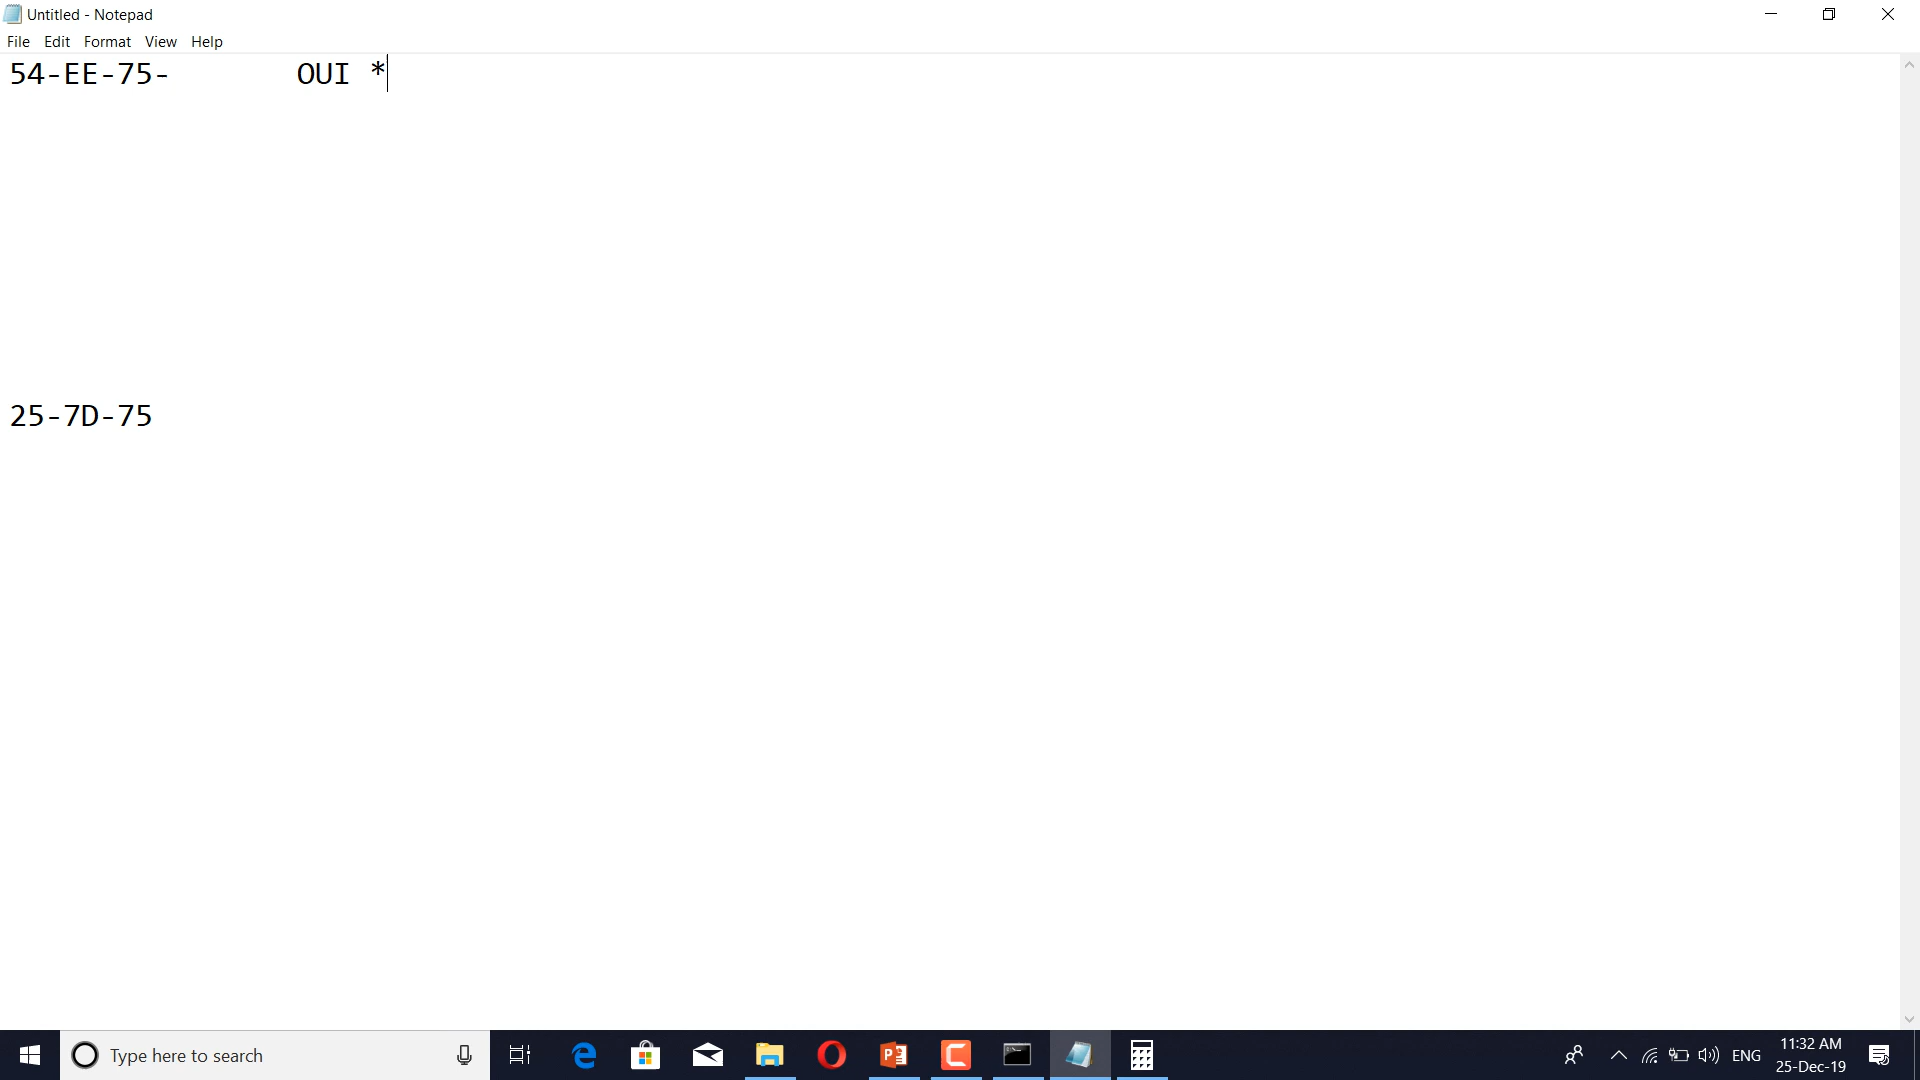 Untitled - Notepad
File Edit Format View Help
54-EE-75-       OUI *
25-7D-75
Type here to search
ENG
11:32 AM
25-Dec-19